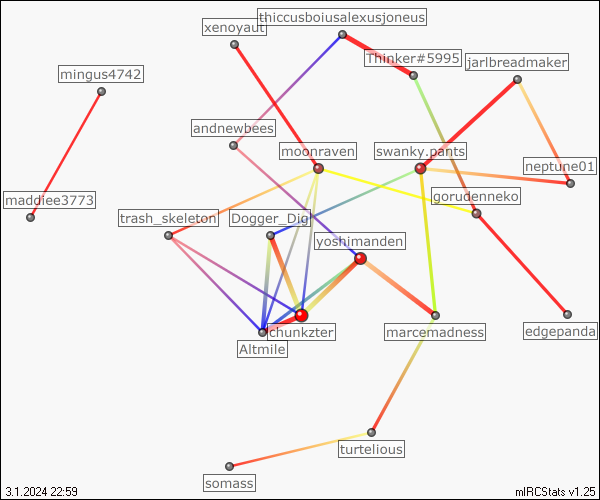 thiccusboiusalexusjoneus
xenoyaut
Thinker#5995
jarlbreadmaker
mingus4742
andnewbees
moonraven
swanky.pants
neptune01
maddiee3773
gorudenneko
trash_skeleton
Dogger_Dig
yoshimanden
chunkzter
marcemadness
edgepanda
Altmile
turtelious
somass
3.1.2024 22:59
mIRCStats v1.25